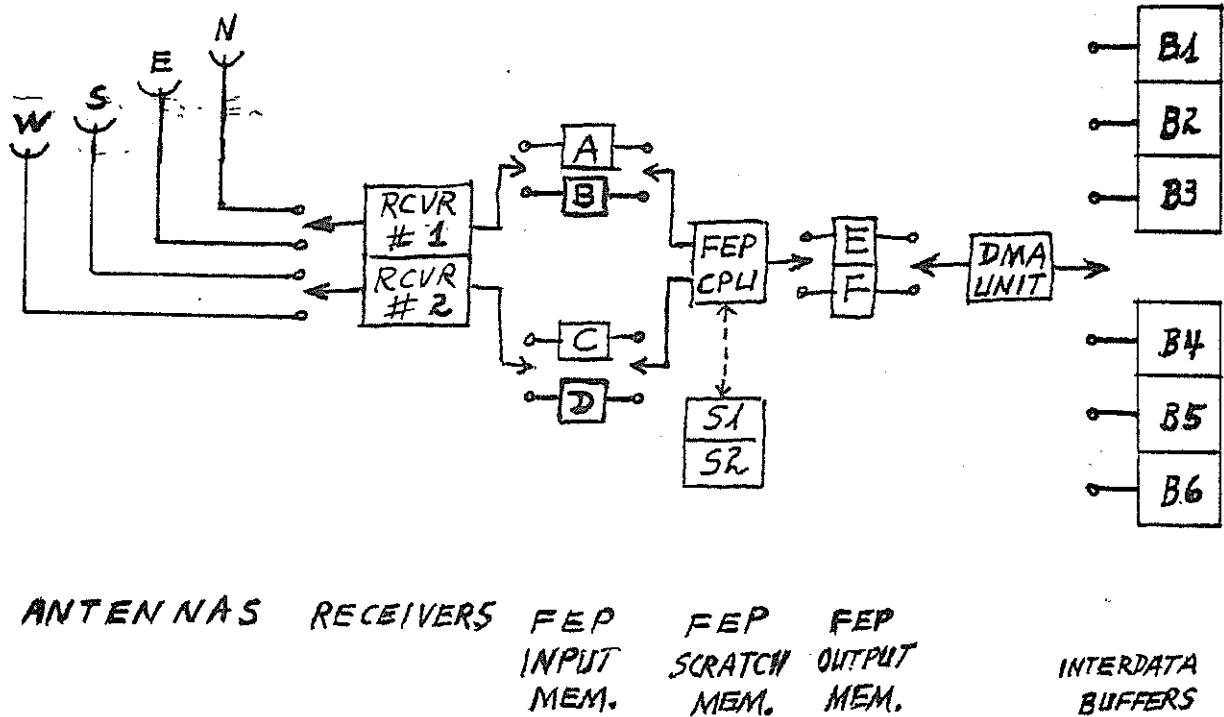 N
E
S
W
A
B
RCVR
# 1
RCVR
# 2
C
D
FEP
CPU
S1
S2
E
F
DMA
UNIT
B1
B2
B3
B4
B5
B6
ANTENNAS
RECEIVERS
FEP
INPUT
MEM.
FEP
SCRATCH
MEM.
FEP
OUTPUT
MEM.
INTERDATA
BUFFERS